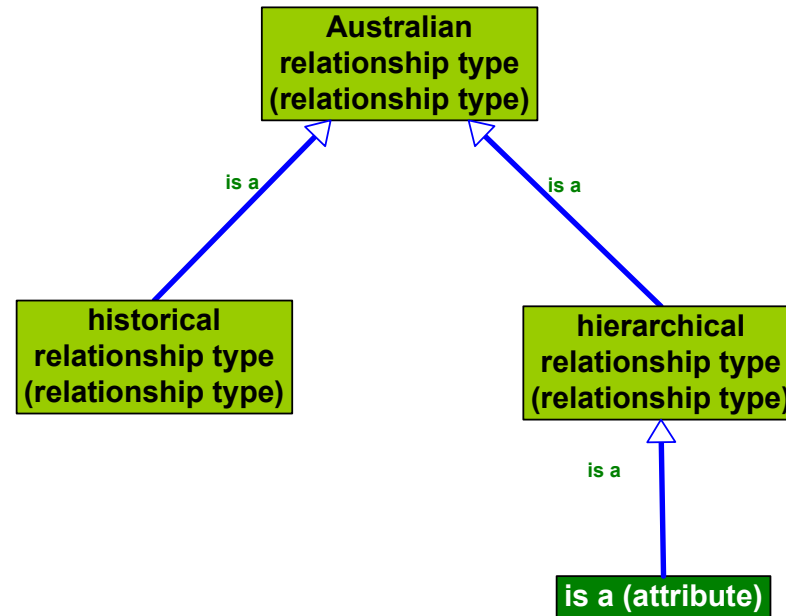 Australian
relationship type
(relationship type)
is a
is a
historical
relationship type
(relationship type)
hierarchical
relationship type
(relationship type)
is a
is a (attribute)